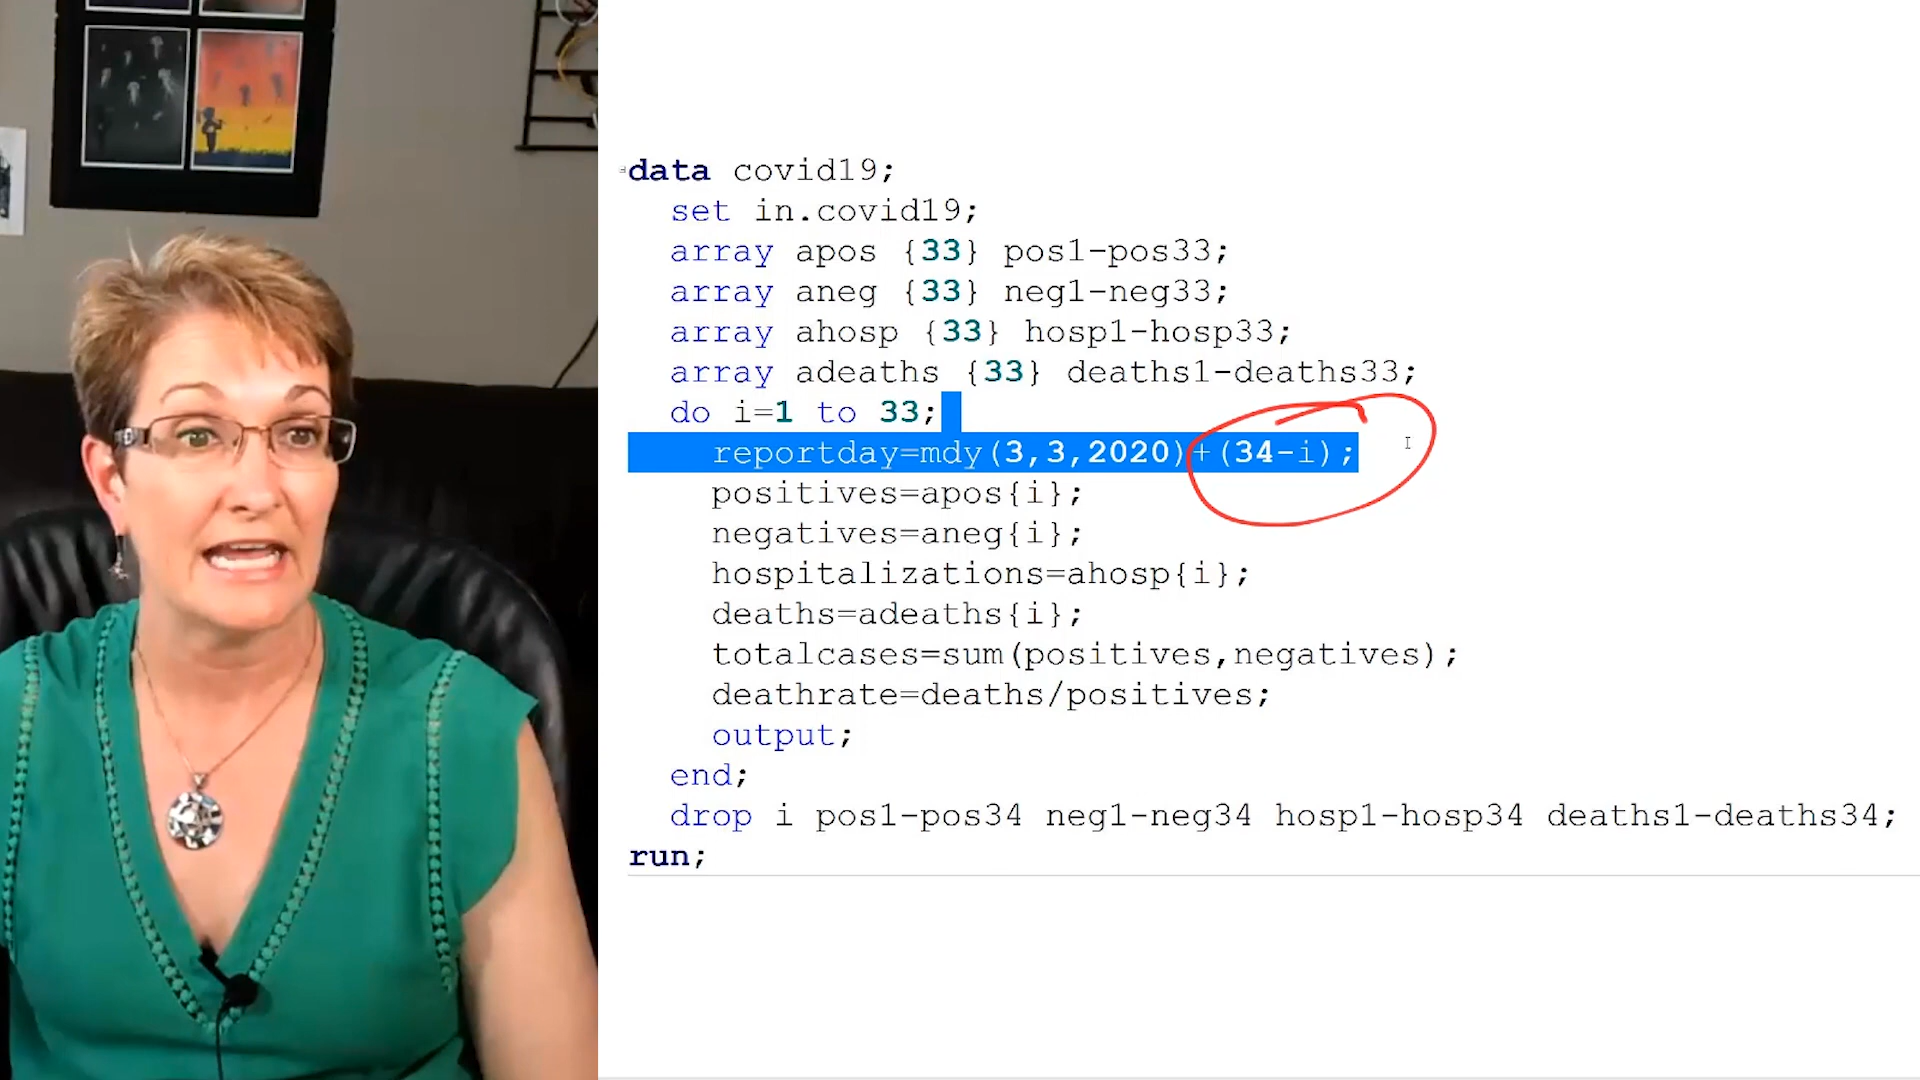 data covid19;
set in.covid19;
array apos {33} pos1-pos33;
array aneg {33} neg1-neg33;
array ahosp {33} hosp1-hosp33;
array adeaths {33} deaths1-deaths33;
do i=1 to 33;
reportday=mdy(3,3,2020)+(34-i);
positives=apos{i};
negatives=aneg{i};
hospitalizations=ahosp{i};
deaths=adeaths{i};
totalcases=sum(positives,negatives);
deathrate=deaths/positives;
output;
end;
drop i pos1-pos34 neg1-neg34 hosp1-hosp34 deaths1-deaths34;
run;